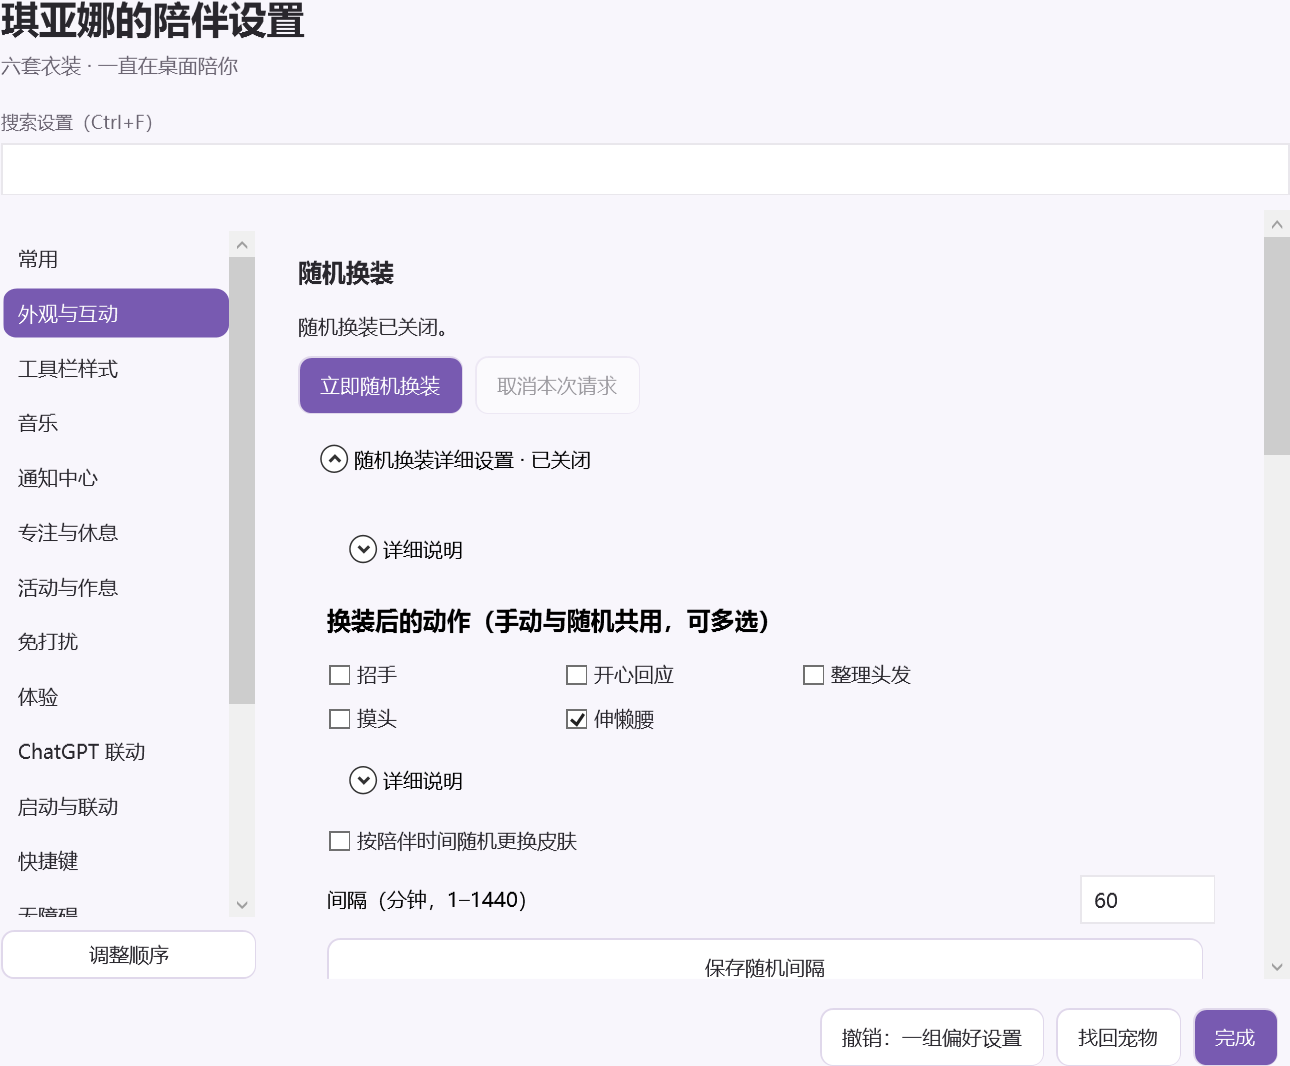 琪亚娜的陪伴设置
六套衣装 · 一直在桌面陪你
搜索设置（Ctrl+F）
常用
外观与互动
工具栏样式
音乐
通知中心
专注与休息
活动与作息
免打扰
体验
ChatGPT 联动
启动与联动
快捷键
无障碍
调整顺序
随机换装
随机换装已关闭。
立即随机换装 取消本次请求
随机换装详细设置 · 已关闭
详细说明
换装后的动作（手动与随机共用，可多选）
招手 开心回应 整理头发
摸头 伸懒腰
详细说明
按陪伴时间随机更换皮肤
间隔（分钟，1–1440） 60
保存随机间隔
撤销：一组偏好设置 找回宠物 完成